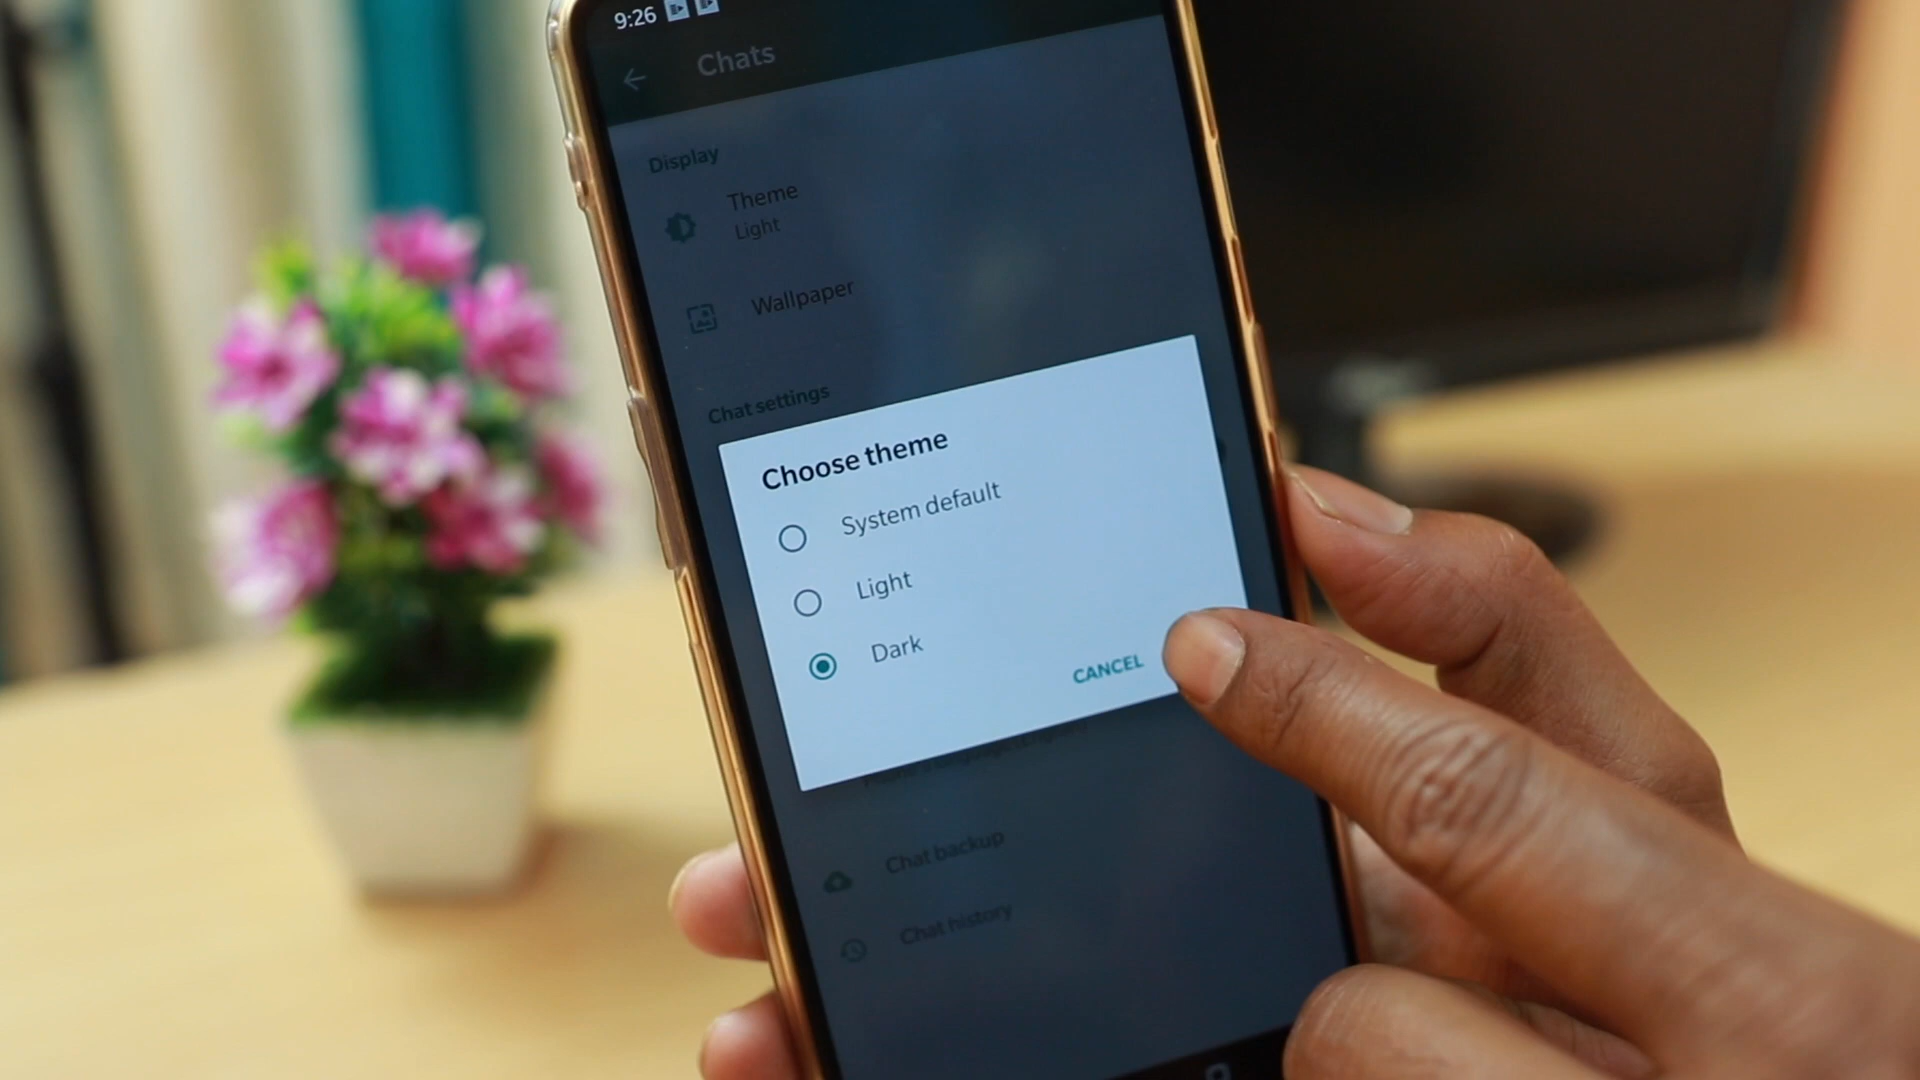 9:26
Chats
Display
Theme
Light
Wallpaper
Chat settings
Choose theme
System default
Light
Dark
CANCEL
Chat backup
Chat history